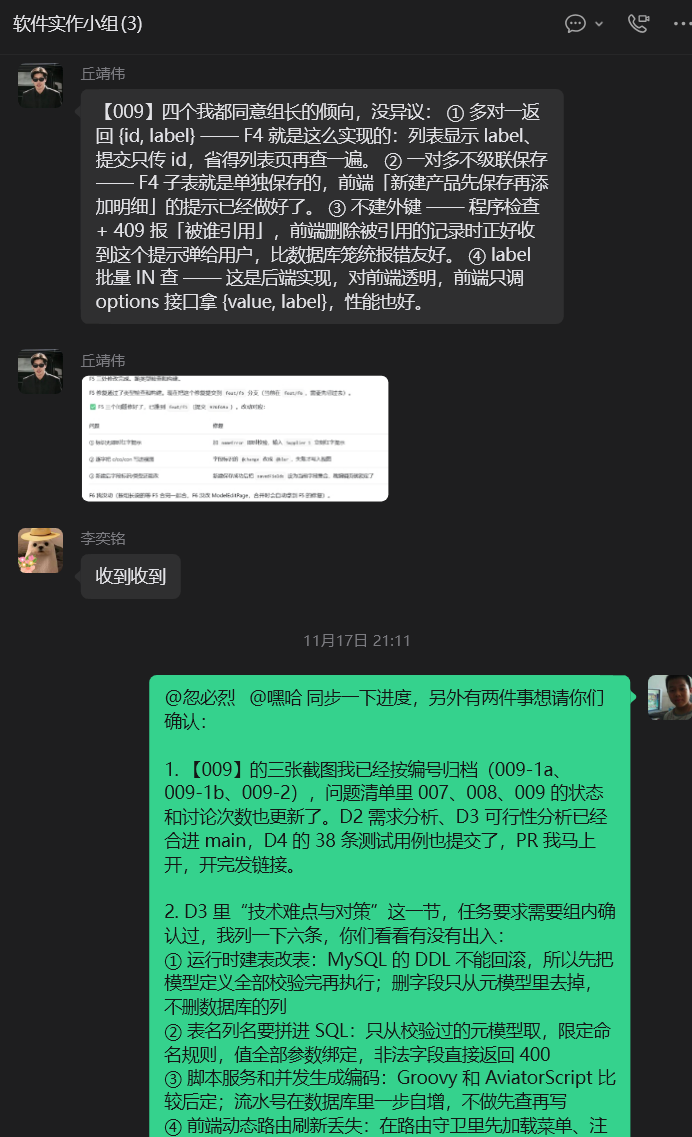 软件实作小组(3)
丘靖伟
【009】四个我都同意组长的倾向，没异议： ① 多对一返
回 {id, label} —— F4 就是这么实现的：列表显示 label、
提交只传 id，省得列表页再查一遍。 ② 一对多不级联保存
—— F4 子表就是单独保存的，前端「新建产品先保存再添
加明细」的提示已经做好了。 ③ 不建外键 —— 程序检查
+ 409 报「被谁引用」，前端删除被引用的记录时正好收
到这个提示弹给用户，比数据库笼统报错友好。 ④ label
批量 IN 查 —— 这是后端实现，对前端透明，前端只调
options 接口拿 {value, label}，性能也好。
丘靖伟
李奕铭
收到收到
11月17日 21:11
@忽必烈 @嘿哈 同步一下进度，另外有两件事想请你们
确认：
1. 【009】的三张截图我已经按编号归档（009-1a、
009-1b、009-2），问题清单里 007、008、009 的状态
和讨论次数也更新了。D2 需求分析、D3 可行性分析已经
合进 main，D4 的 38 条测试用例也提交了，PR 我马上
开，开完发链接。
2. D3 里“技术难点与对策”这一节，任务要求需要组内确
认过，我列一下六条，你们看看有没有出入：
① 运行时建表改表：MySQL 的 DDL 不能回滚，所以先把
模型定义全部校验完再执行；删字段只从元模型里去掉，
不删数据库的列
② 表名列名要拼进 SQL：只从校验过的元模型取，限定命
名规则，值全部参数绑定，非法字段直接返回 400
③ 脚本服务和并发生成编码：Groovy 和 AviatorScript 比
较后定；流水号在数据库里一步自增，不做先查再写
④ 前端动态路由刷新丢失：在路由守卫里先加载菜单、注